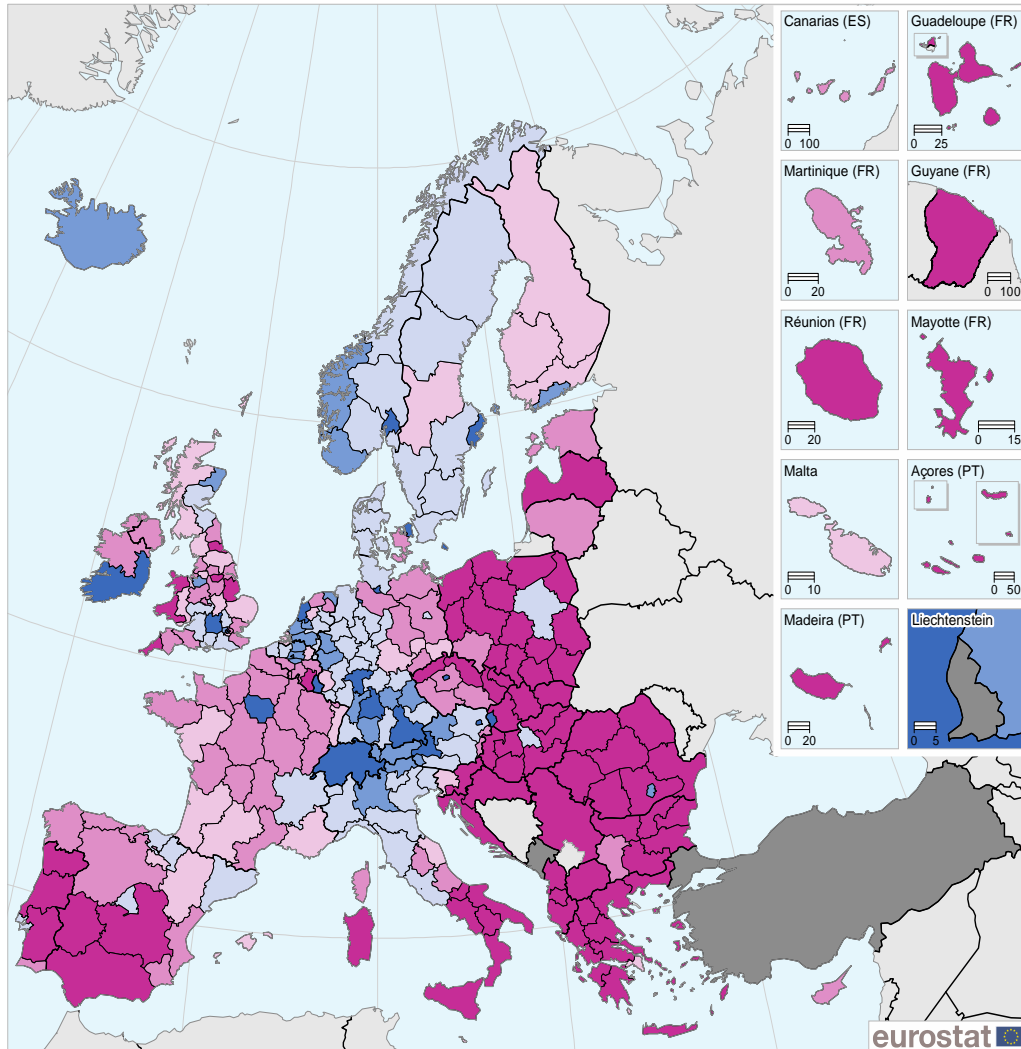 Canarias (ES)
0 100
Guadeloupe (FR)
0 25
Martinique (FR)
0 20
Guyane (FR)
0 100
Réunion (FR)
0 20
Mayotte (FR)
0 15
Malta
0 10
Açores (PT)
0 50
Madeira (PT)
0 20
Liechtenstein
0 5
eurostat